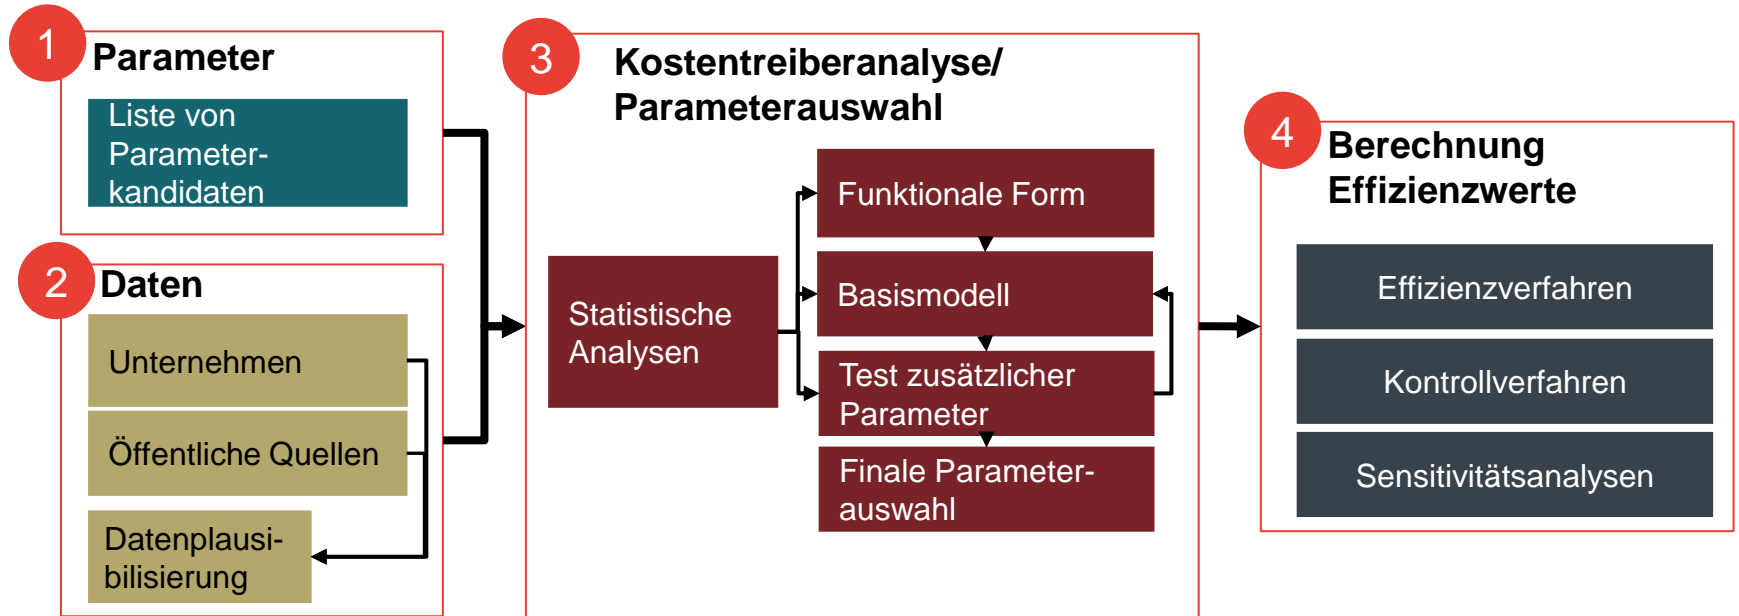 1
Parameter
Liste von
Parameter-
kandidaten
2
Daten
Unternehmen
Öffentliche Quellen
Datenplausi-
bilisierung
3
Kostentreiberanalyse/
Parameterauswahl
Statistische
Analysen
Funktionale Form
Basismodell
Test zusätzlicher
Parameter
Finale Parameter-
auswahl
4
Berechnung
Effizienzwerte
Effizienzverfahren
Kontrollverfahren
Sensitivitätsanalysen